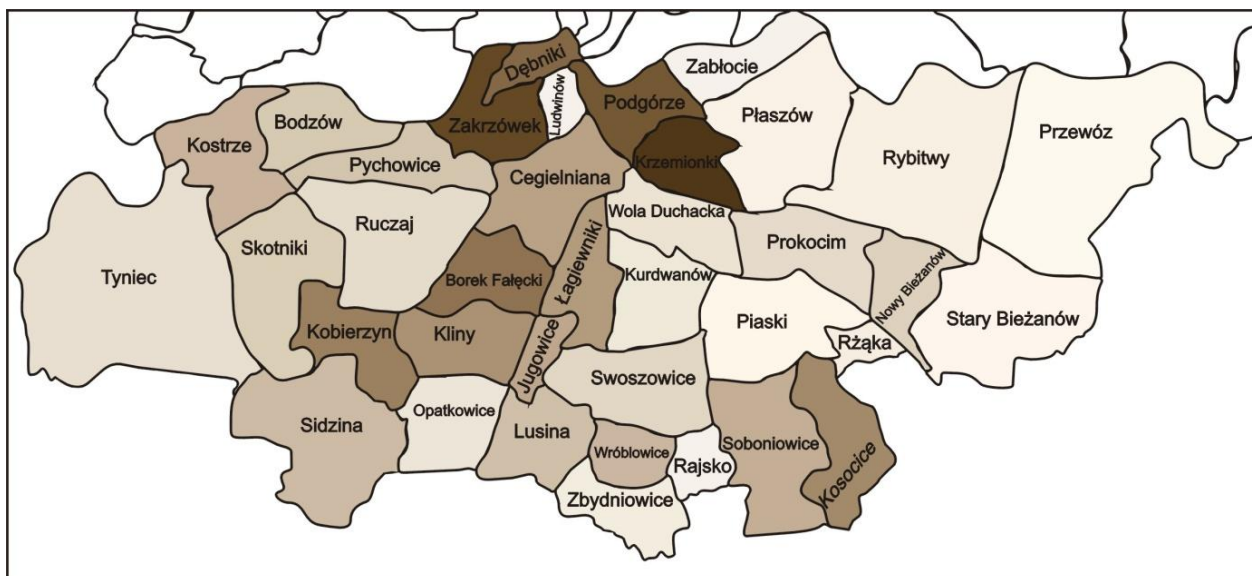 Dębniki
Zabłocie
Ludwinów
Podgórze
Bodzów
Zakrzówek
Płaszów
Przewóz
Kostrze
Pychowice
Krzemionki
Rybitwy
Cegielniana
Wola Duchacka
Ruczaj
Skotniki
Prokocim
Tyniec
Borek Fałęcki
Łagiewniki
Kurdwanów
Nowy Bieżanów
Kobierzyn
Kliny
Piaski
Stary Bieżanów
Rżąka
Jugowice
Swoszowice
Opatkowice
Sidzina
Lusina
Wróblowice
Rajsko
Soboniowice
Kosocice
Zbydniowice